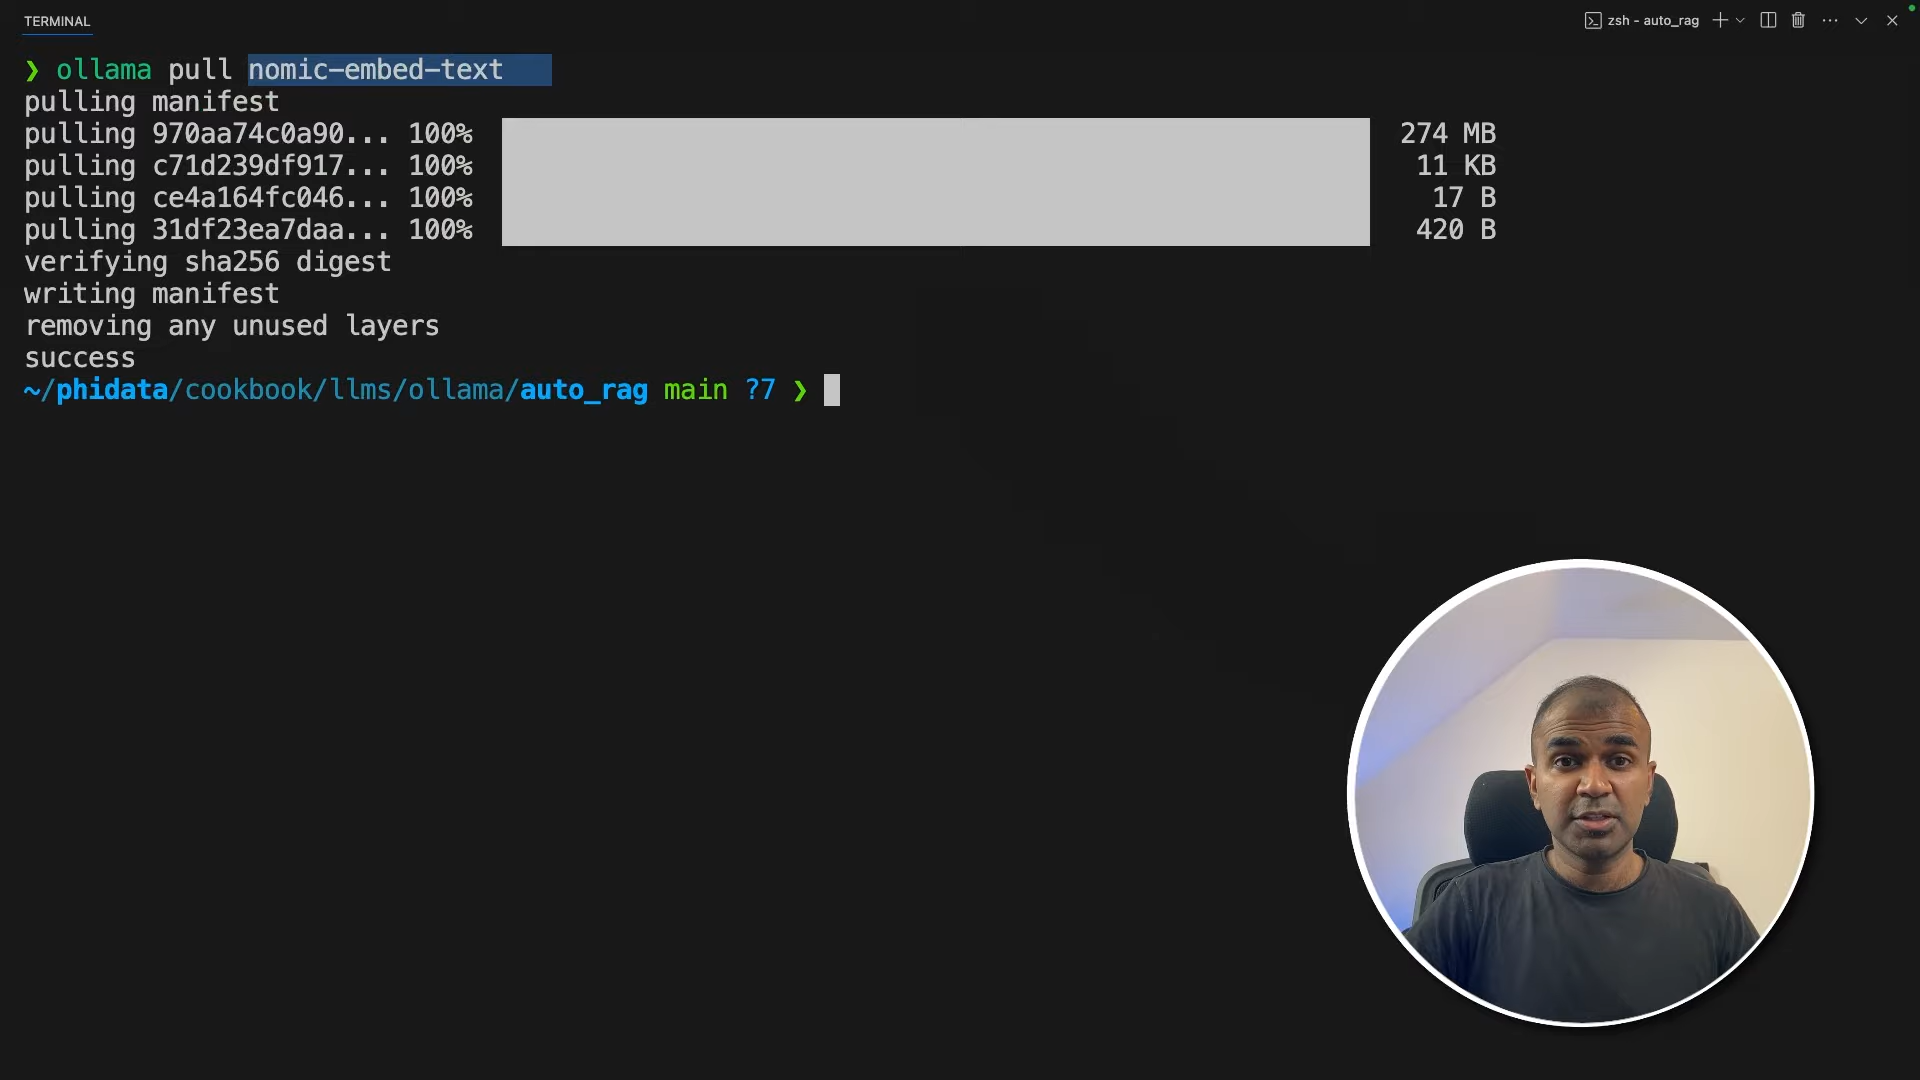 TERMINAL
zsh - auto_rag
❯ ollama pull nomic-embed-text
pulling manifest
pulling 970aa74c0a90... 100% 274 MB
pulling c71d239df917... 100% 11 KB
pulling ce4a164fc046... 100% 17 B
pulling 31df23ea7daa... 100% 420 B
verifying sha256 digest
writing manifest
removing any unused layers
success
~/phidata/cookbook/llms/ollama/auto_rag main ?7 ❯